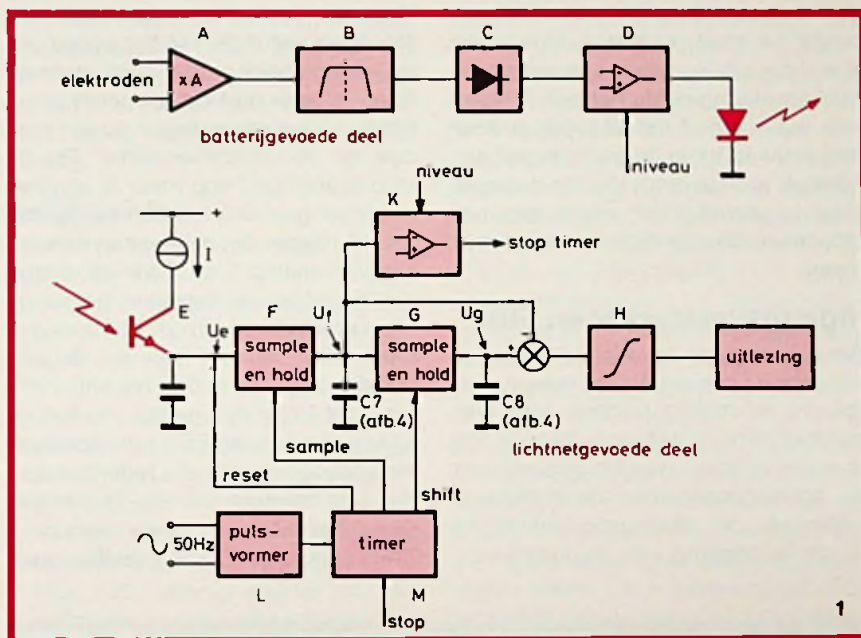 A B C D
elektroden
x A
batterijgevoede deel
niveau
niveau
K
stop timer
+
I
E
Ue
F
Uf
G
Ug
H
sample en hold
sample en hold
- +
uitlezing
C7 (afb.4)
C8 (afb.4)
sample
lichtnetgevoede deel
reset
shift
50Hz
puls-
vormer
timer
L
M
stop
1